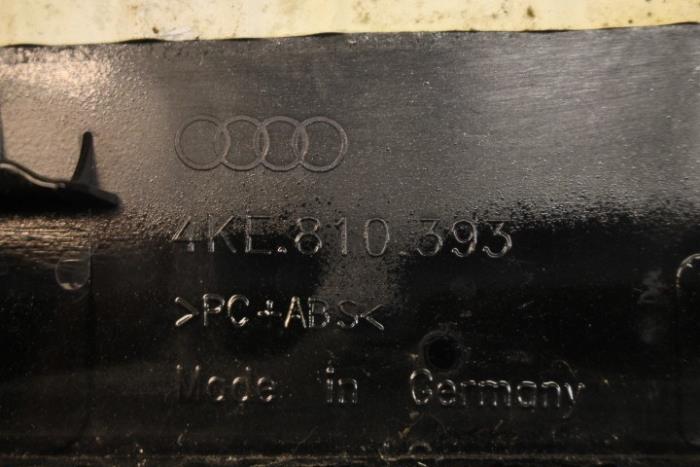 4KE.810.393
>PC+ABS<
Made in Germany